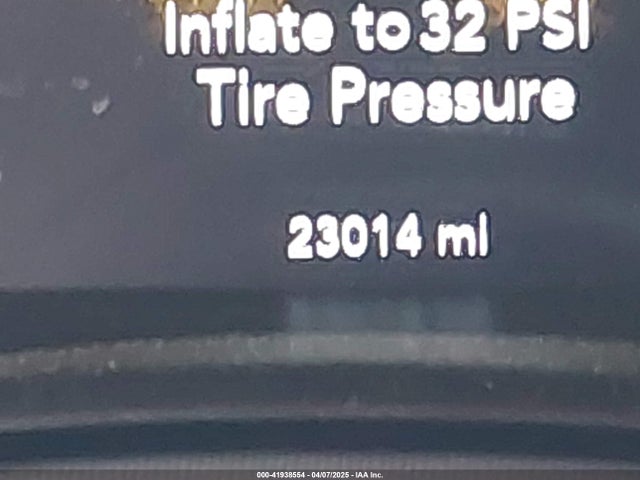 Inflate to 32 PSI
Tire Pressure
23014 mi
000-41938554 - 04/07/2025 - IAA Inc.